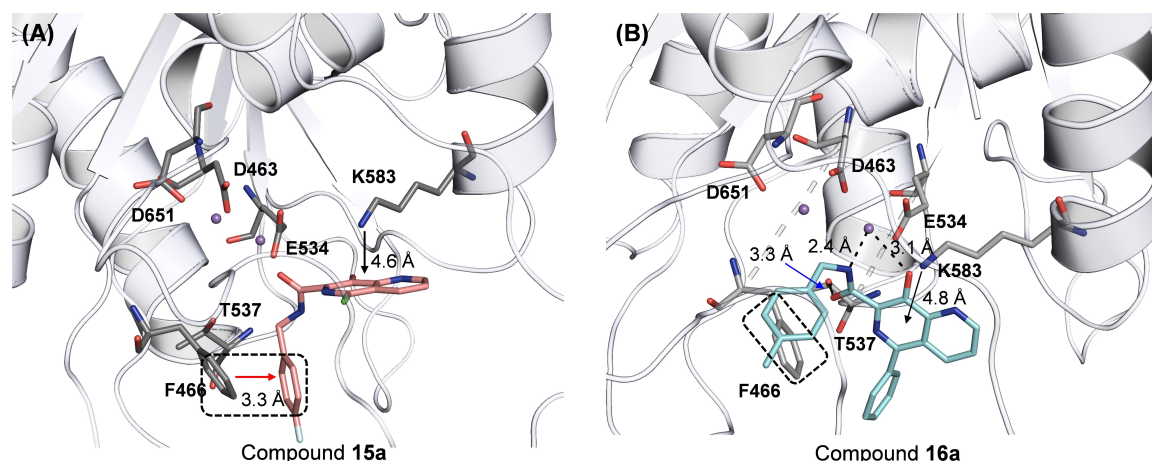 (A)
D463
K583
D651
E534
4.6 Å
T537
F466
3.3 Å
Compound 15a
(B)
D463
D651
E534
3.3 Å
2.4 Å
3.1 Å
K583
4.8 Å
T537
F466
Compound 16a